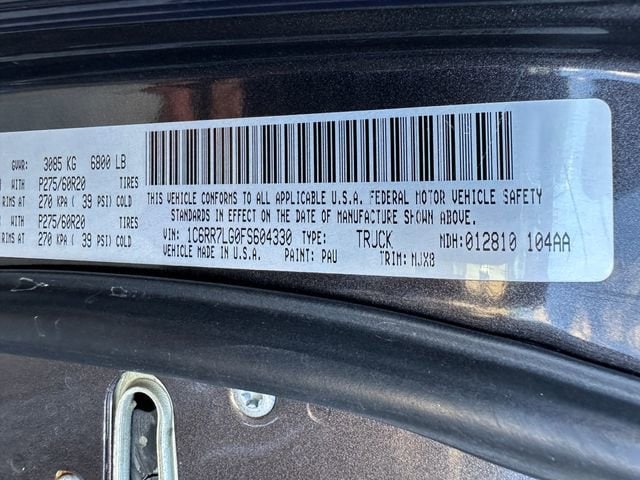 GVWR: 3085 KG 6800 LB
WITH P275/60R20 TIRES
RIMS AT 270 KPA ( 39 PSI) COLD
WITH P275/60R20 TIRES
RIMS AT 270 KPA ( 39 PSI) COLD
THIS VEHICLE CONFORMS TO ALL APPLICABLE U.S.A. FEDERAL MOTOR VEHICLE SAFETY
STANDARDS IN EFFECT ON THE DATE OF MANUFACTURE SHOWN ABOVE.
VIN: 1C6RR7LG0FS604330 TYPE: TRUCK MDH:012810 104AA
VEHICLE MADE IN U.S.A. PAINT: PAU TRIM: MJX8